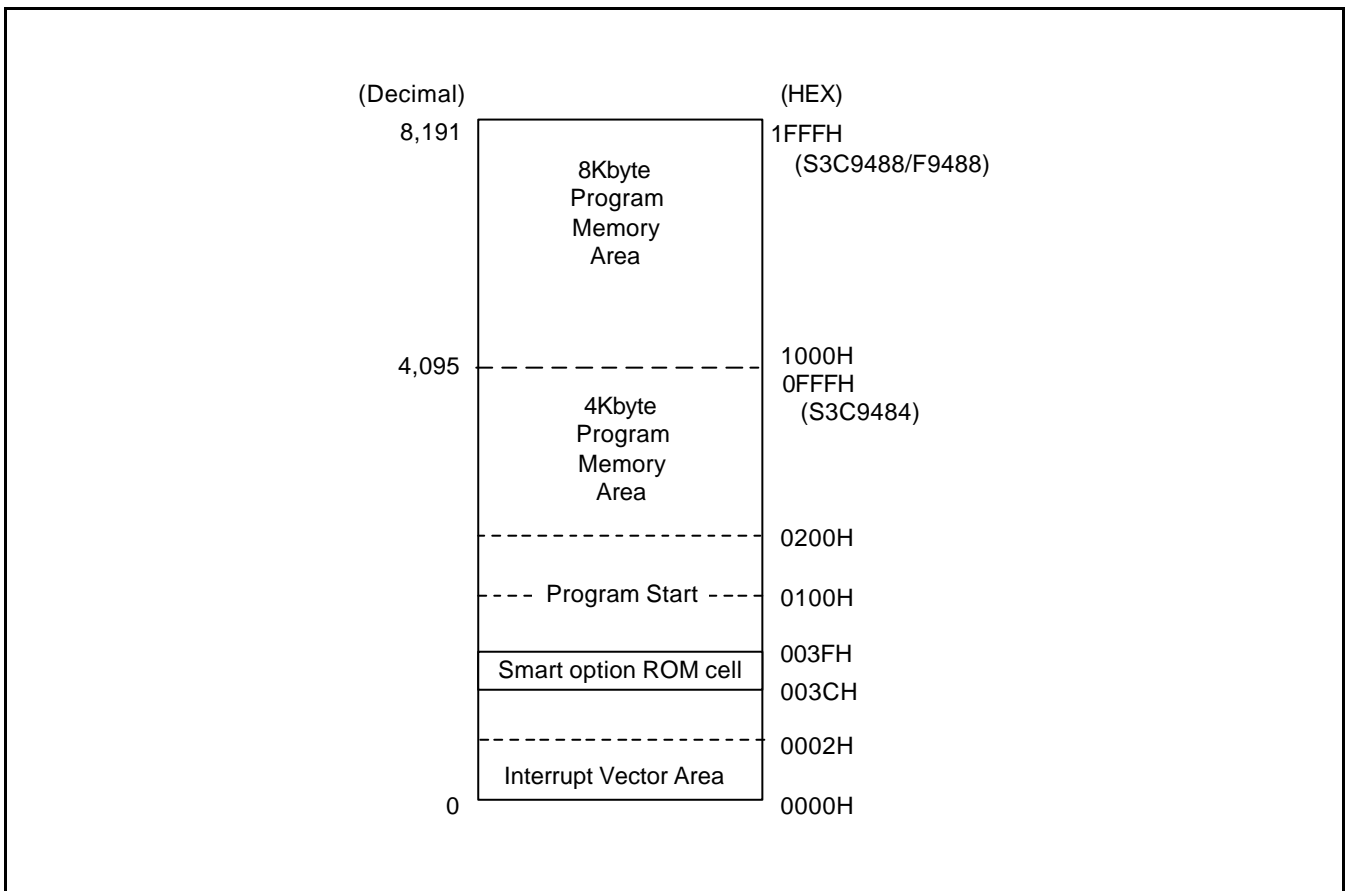 (Decimal)
(HEX)
8,191
1FFFH
(S3C9488/F9488)
8Kbyte
Program
Memory
Area
4,095
1000H
0FFFH
(S3C9484)
4Kbyte
Program
Memory
Area
0200H
Program Start
0100H
003FH
Smart option ROM cell
003CH
0002H
Interrupt Vector Area
0
0000H